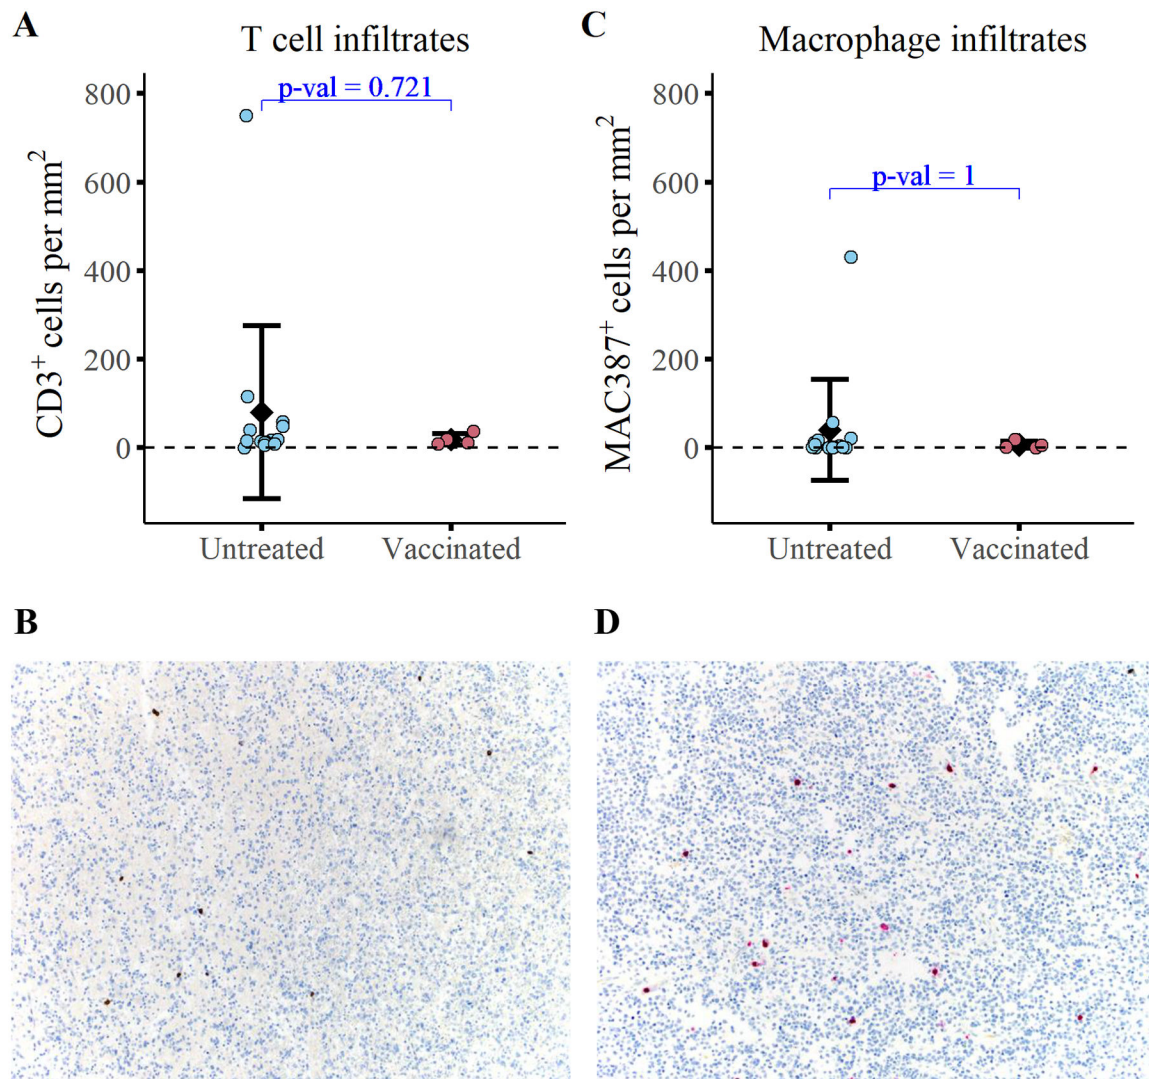 A
T cell infiltrates
p-val = 0.721
800
600
400
200
0
CD3⁺ cells per mm²
Untreated
Vaccinated
C
Macrophage infiltrates
p-val = 1
800
600
400
200
0
MAC387⁺ cells per mm²
Untreated
Vaccinated
B
D